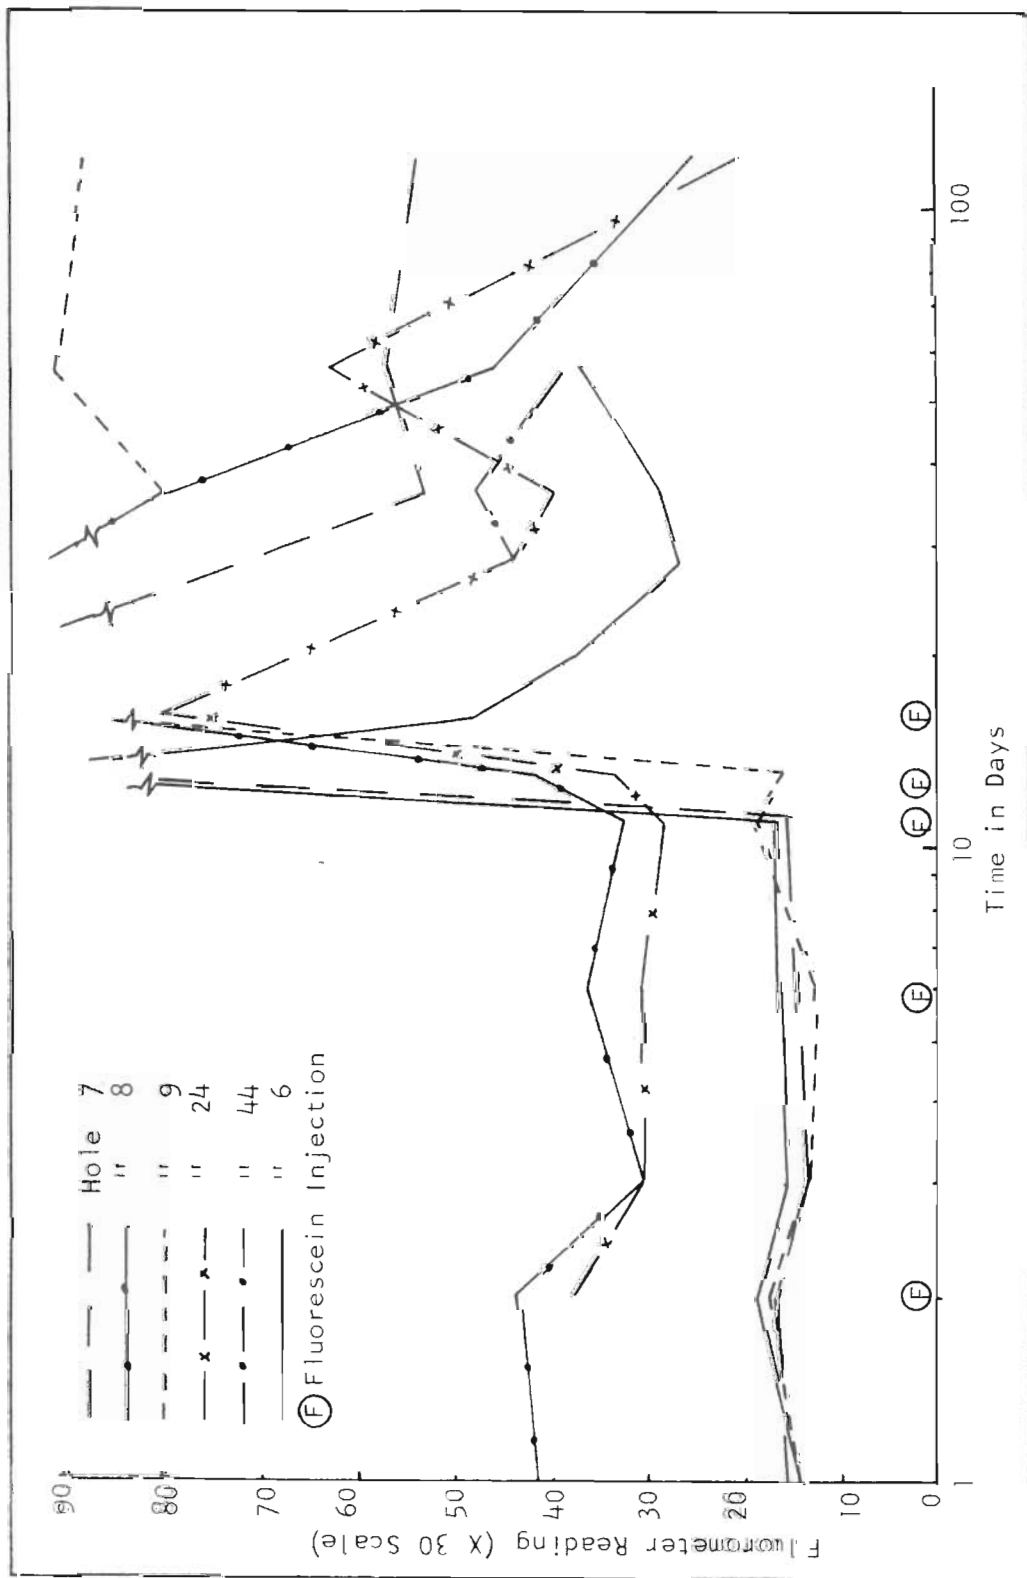 Fluorometer Reading (X 30 Scale)
90
80
70
60
50
40
30
20
10
0
Hole 7
" 8
" 9
" 24
" 44
" 6
F Fluorescein Injection
F
F
F
F
F
1
10
100
Time in Days